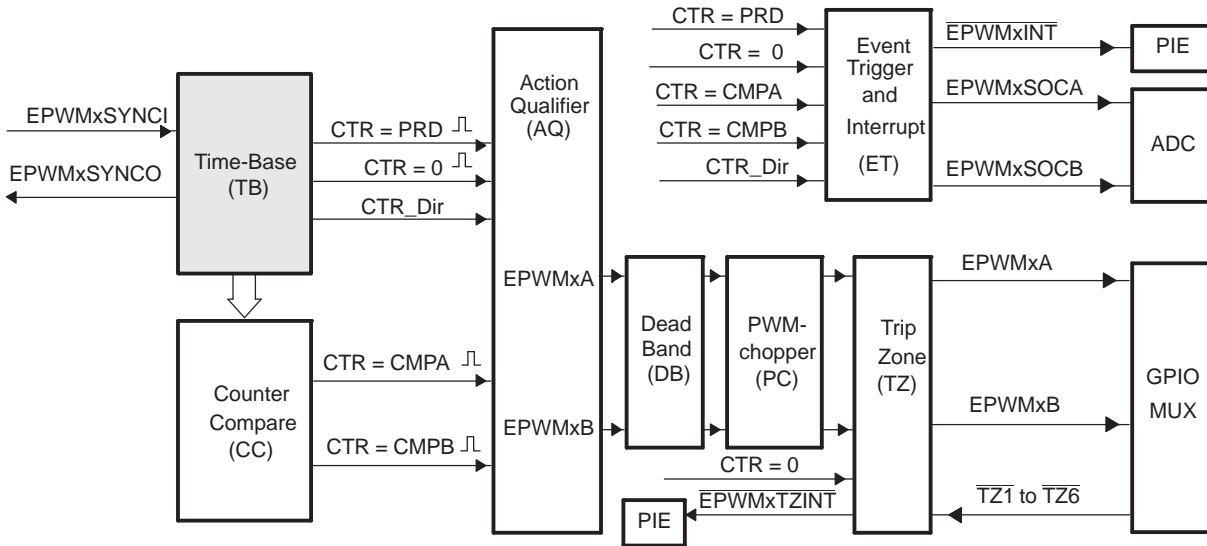 EPWMxSYNCI
EPWMxSYNCO
Time-Base
(TB)
CTR = PRD
CTR = 0
CTR_Dir
Counter
Compare
(CC)
CTR = CMPA
CTR = CMPB
Action
Qualifier
(AQ)
EPWMxA
EPWMxB
CTR = PRD
CTR = 0
CTR = CMPA
CTR = CMPB
CTR_Dir
Event
Trigger
and
Interrupt
(ET)
EPWMxINT
EPWMxSOCA
EPWMxSOCB
PIE
ADC
Dead
Band
(DB)
PWM-
chopper
(PC)
Trip
Zone
(TZ)
CTR = 0
EPWMxTZINT
PIE
EPWMxA
EPWMxB
TZ1 to TZ6
GPIO
MUX